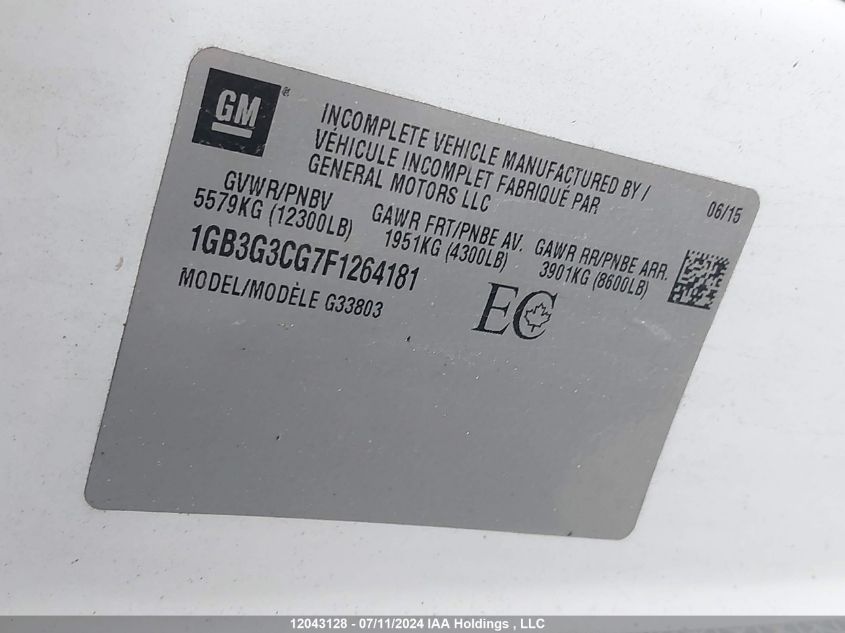 GM ®
INCOMPLETE VEHICLE MANUFACTURED BY /
VÉHICULE INCOMPLET FABRIQUÉ PAR
GENERAL MOTORS LLC
06/15
GVWR/PNBV
5579KG (12300LB)
GAWR FRT/PNBE AV.
1951KG (4300LB)
GAWR RR/PNBE ARR.
3901KG (8600LB)
1GB3G3CG7F1264181
MODEL/MODÈLE G33803
EC
12043128 - 07/11/2024 IAA Holdings , LLC